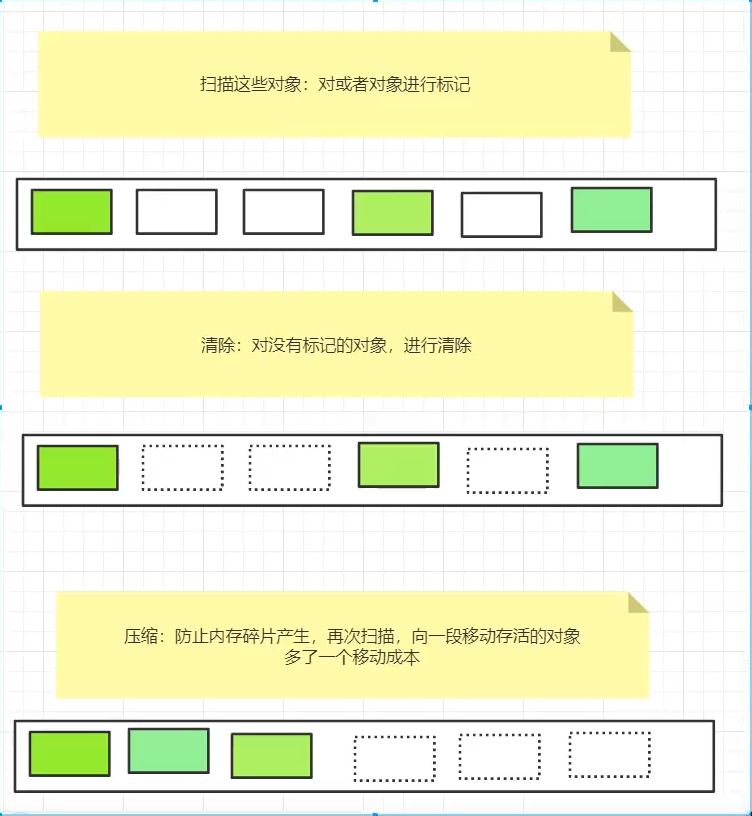 扫描这些对象：对或者对象进行标记
清除：对没有标记的对象，进行清除
压缩：防止内存碎片产生，再次扫描，向一段移动存活的对象
多了一个移动成本